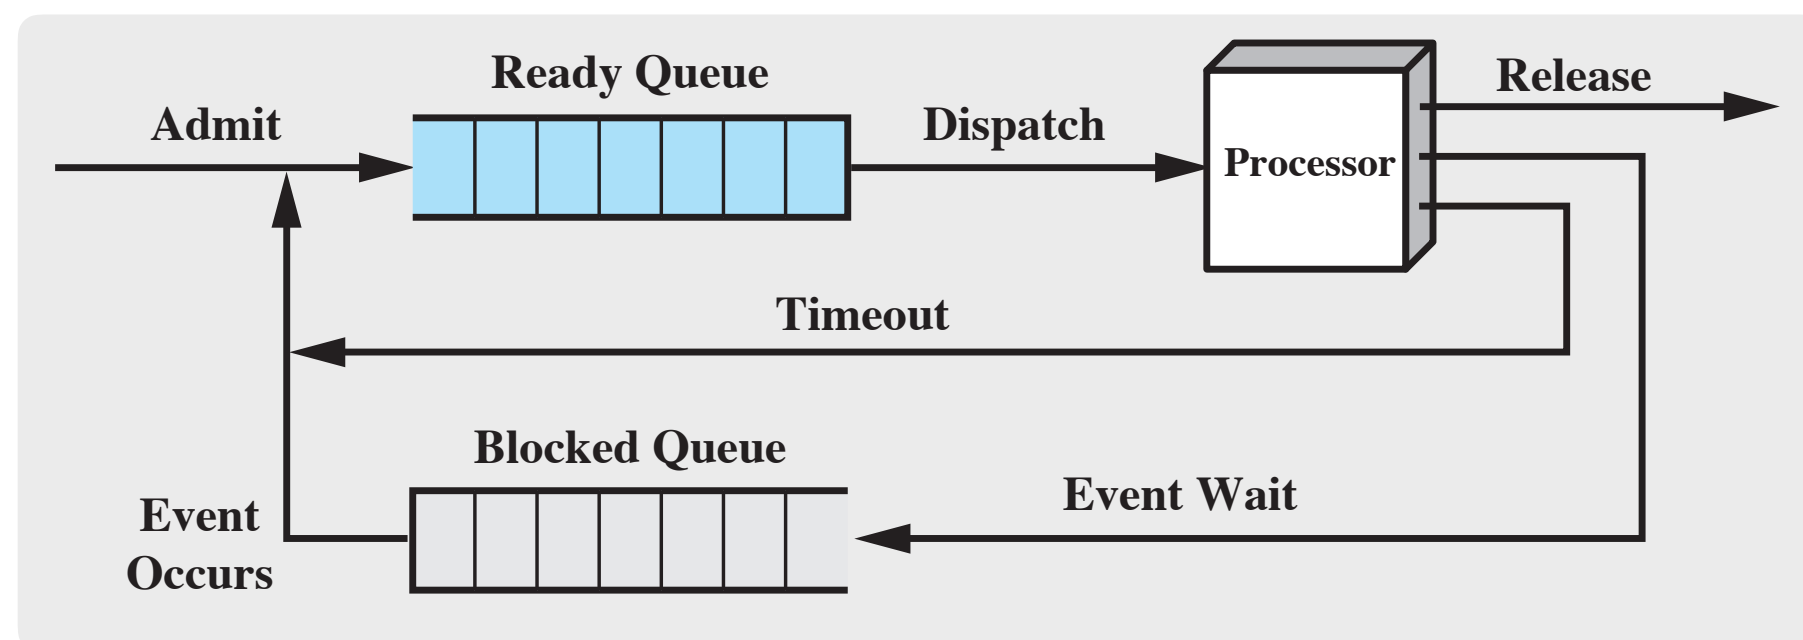 Ready Queue
Release
Admit
Dispatch
Processor
Timeout
Blocked Queue
Event Wait
Event
Occurs